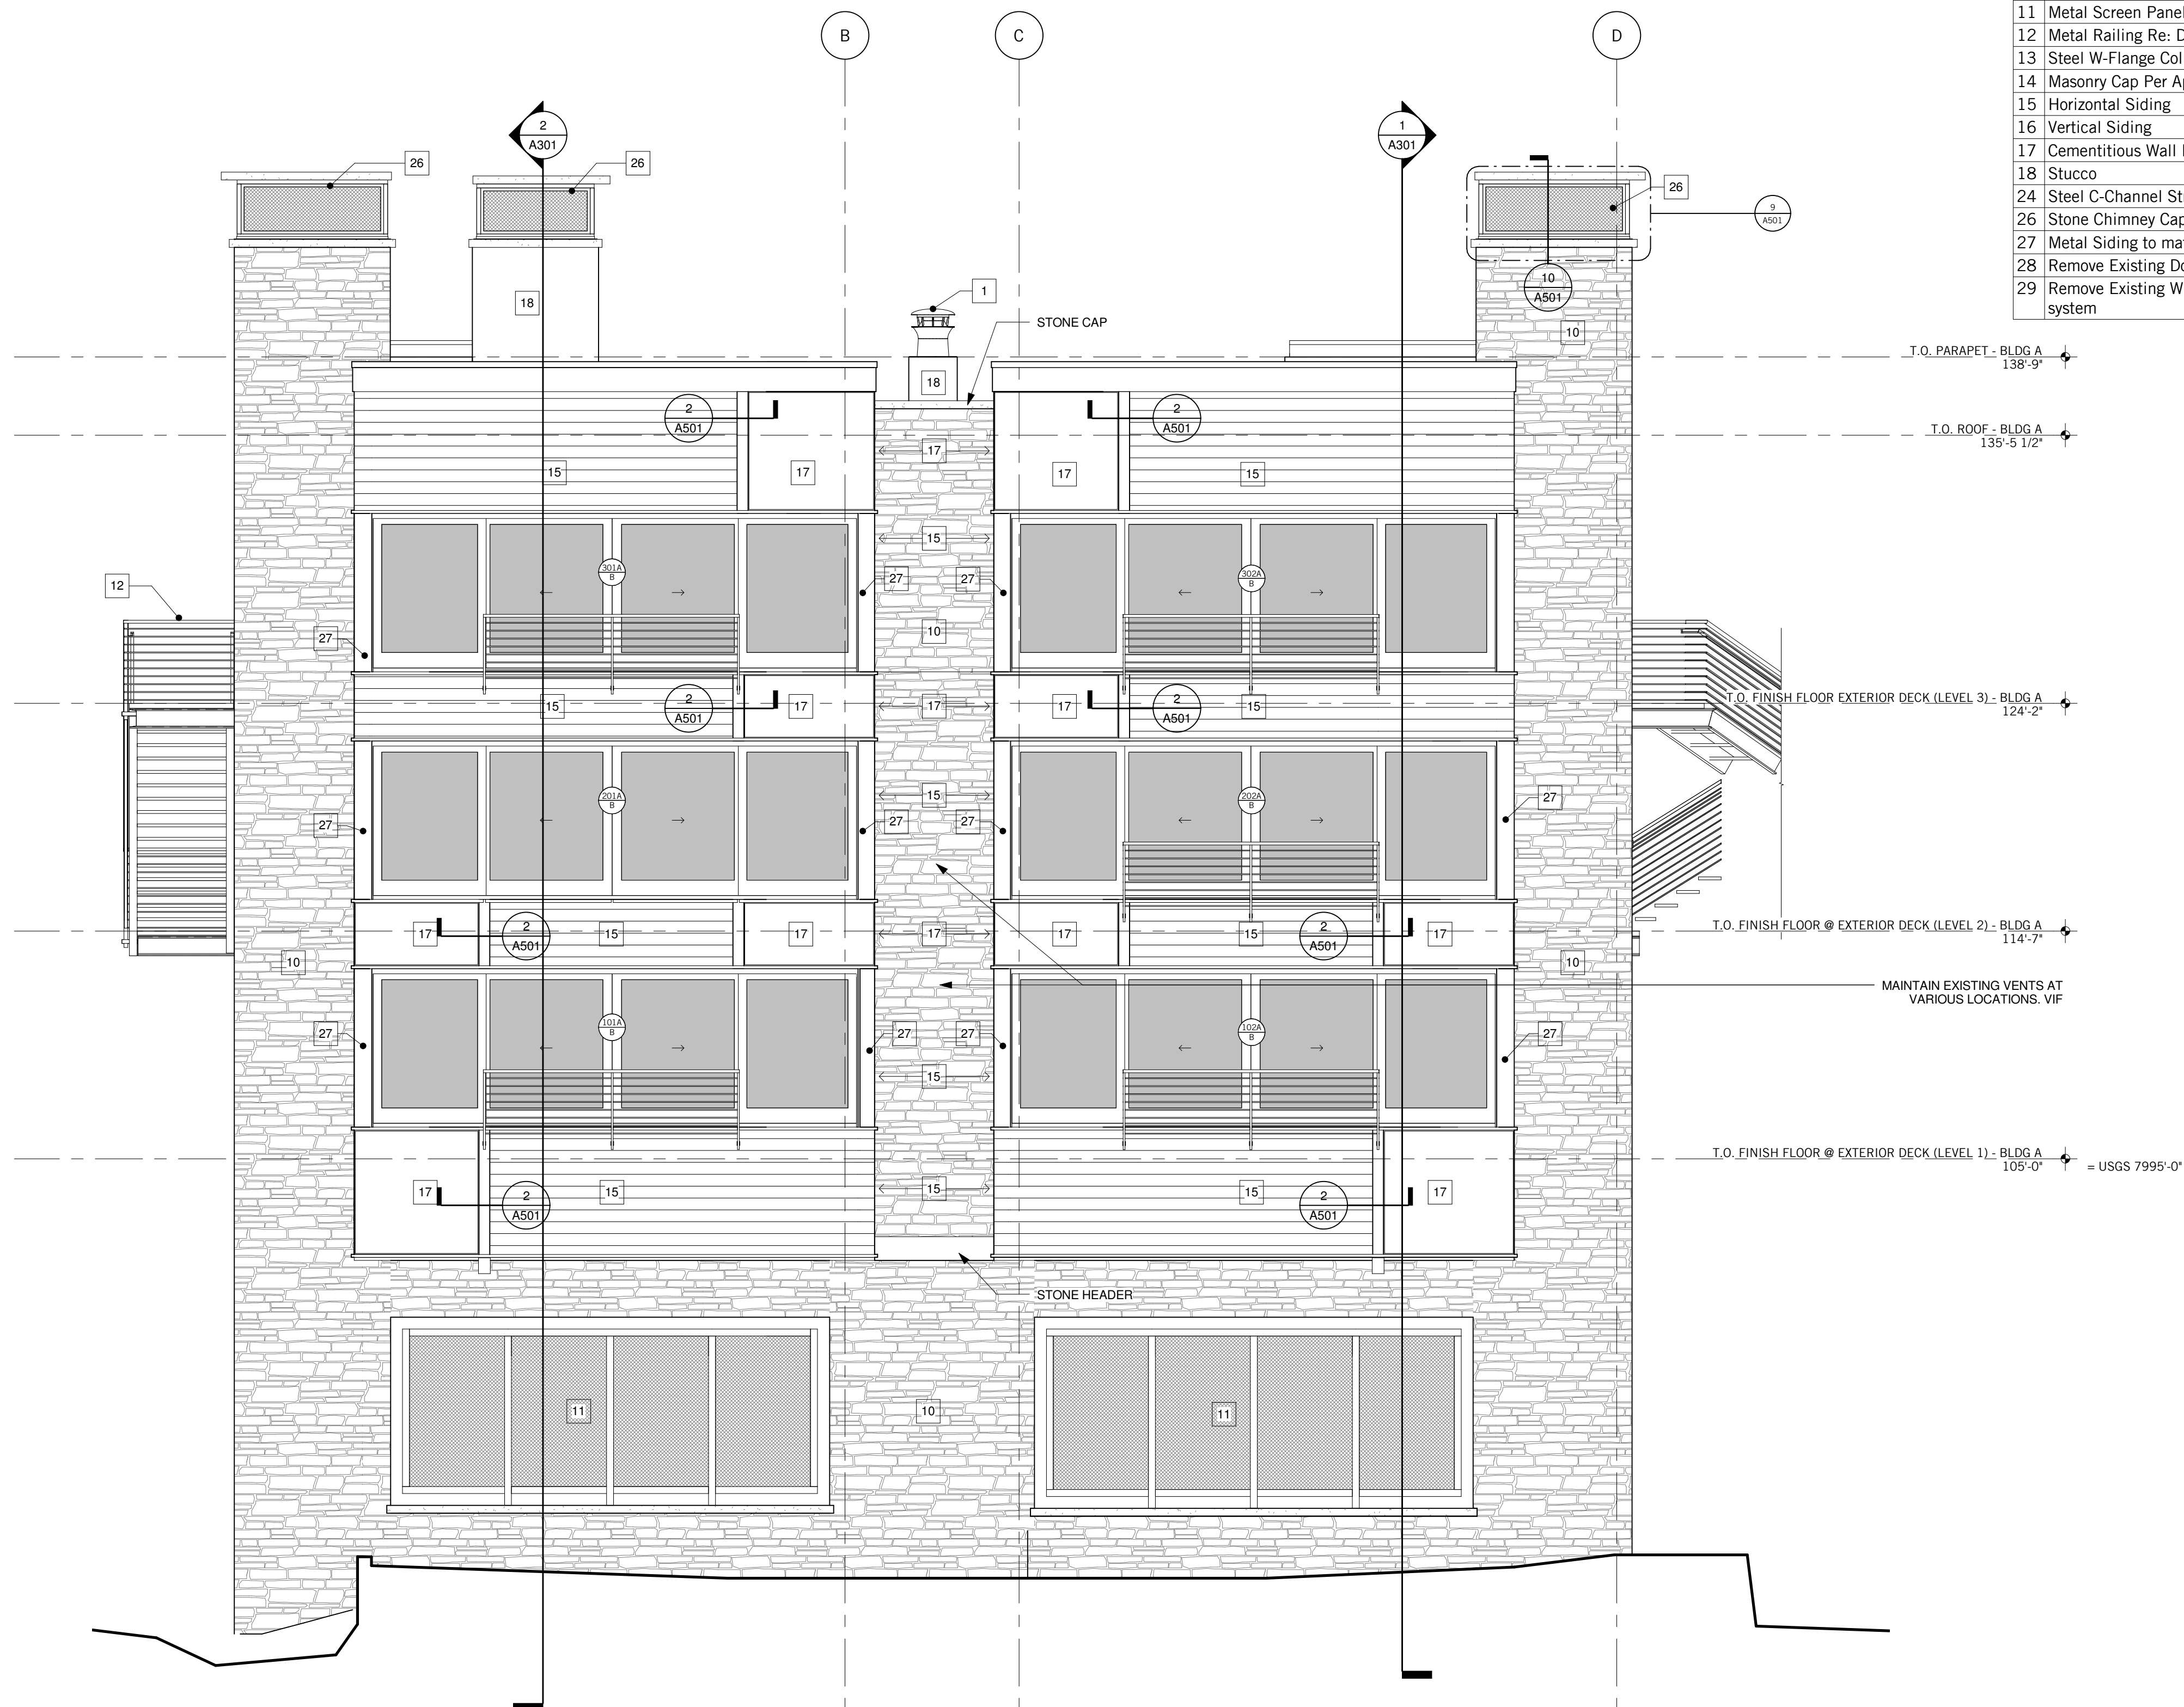 B
C
D
11 Metal Screen Panel
12 Metal Railing Re:
13 Steel W-Flange
14 Masonry Cap Per
15 Horizontal Siding
16 Vertical Siding
17 Cementitious Wall
18 Stucco
24 Steel C-Channel
26 Stone Chimney
27 Metal Siding to
28 Remove Existing
29 Remove Existing
system
2
A301
1
A301
26
26
26
9
A501
10
A501
10
18
1
STONE CAP
18
T.O. PARAPET - BLDG A
138'-9"
2
A501
2
A501
T.O. ROOF - BLDG A
135'-5 1/2"
17
15
17
17
15
15
301A
B
302A
B
27
27
12
27
10
T.O. FINISH FLOOR EXTERIOR DECK (LEVEL 3) - BLDG A
124'-2"
15
2
A501
17
17
17
2
A501
15
201A
B
15
202A
B
27
27
27
27
27
T.O. FINISH FLOOR @ EXTERIOR DECK (LEVEL 2) - BLDG A
114'-7"
17
2
A501
15
17
17
17
15
2
A501
17
10
10
MAINTAIN EXISTING VENTS AT
VARIOUS LOCATIONS. VIF
101A
B
102A
B
27
27
27
27
15
T.O. FINISH FLOOR @ EXTERIOR DECK (LEVEL 1) - BLDG A
105'-0"
= USGS 7995'-0"
17
2
A501
15
15
15
2
A501
17
STONE HEADER
11
10
11